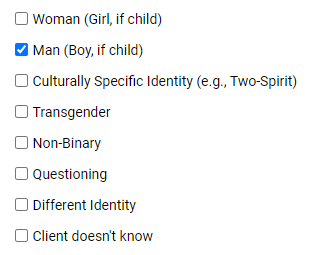 Woman (Girl, if child)
Man (Boy, if child)
Culturally Specific Identity (e.g., Two-Spirit)
Transgender
Non-Binary
Questioning
Different Identity
Client doesn't know